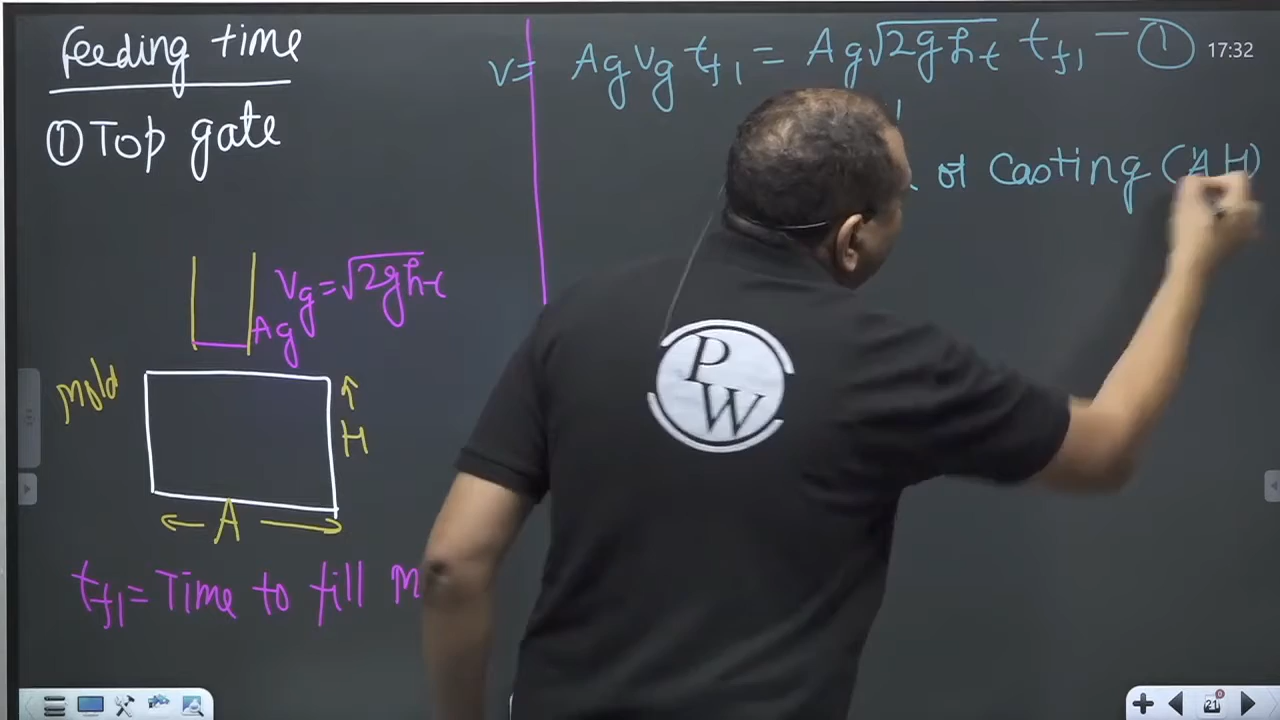 Feeding time
① Top gate
Vg = √2ght
Ag
Mold
H
A
tf1 = Time to fill M
V = Ag Vg tf1 = Ag √2ght tf1 — ①
of Casting (AH)
17:32
P
W
21